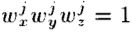 $w_x^j w_y^j w_z^j = 1$